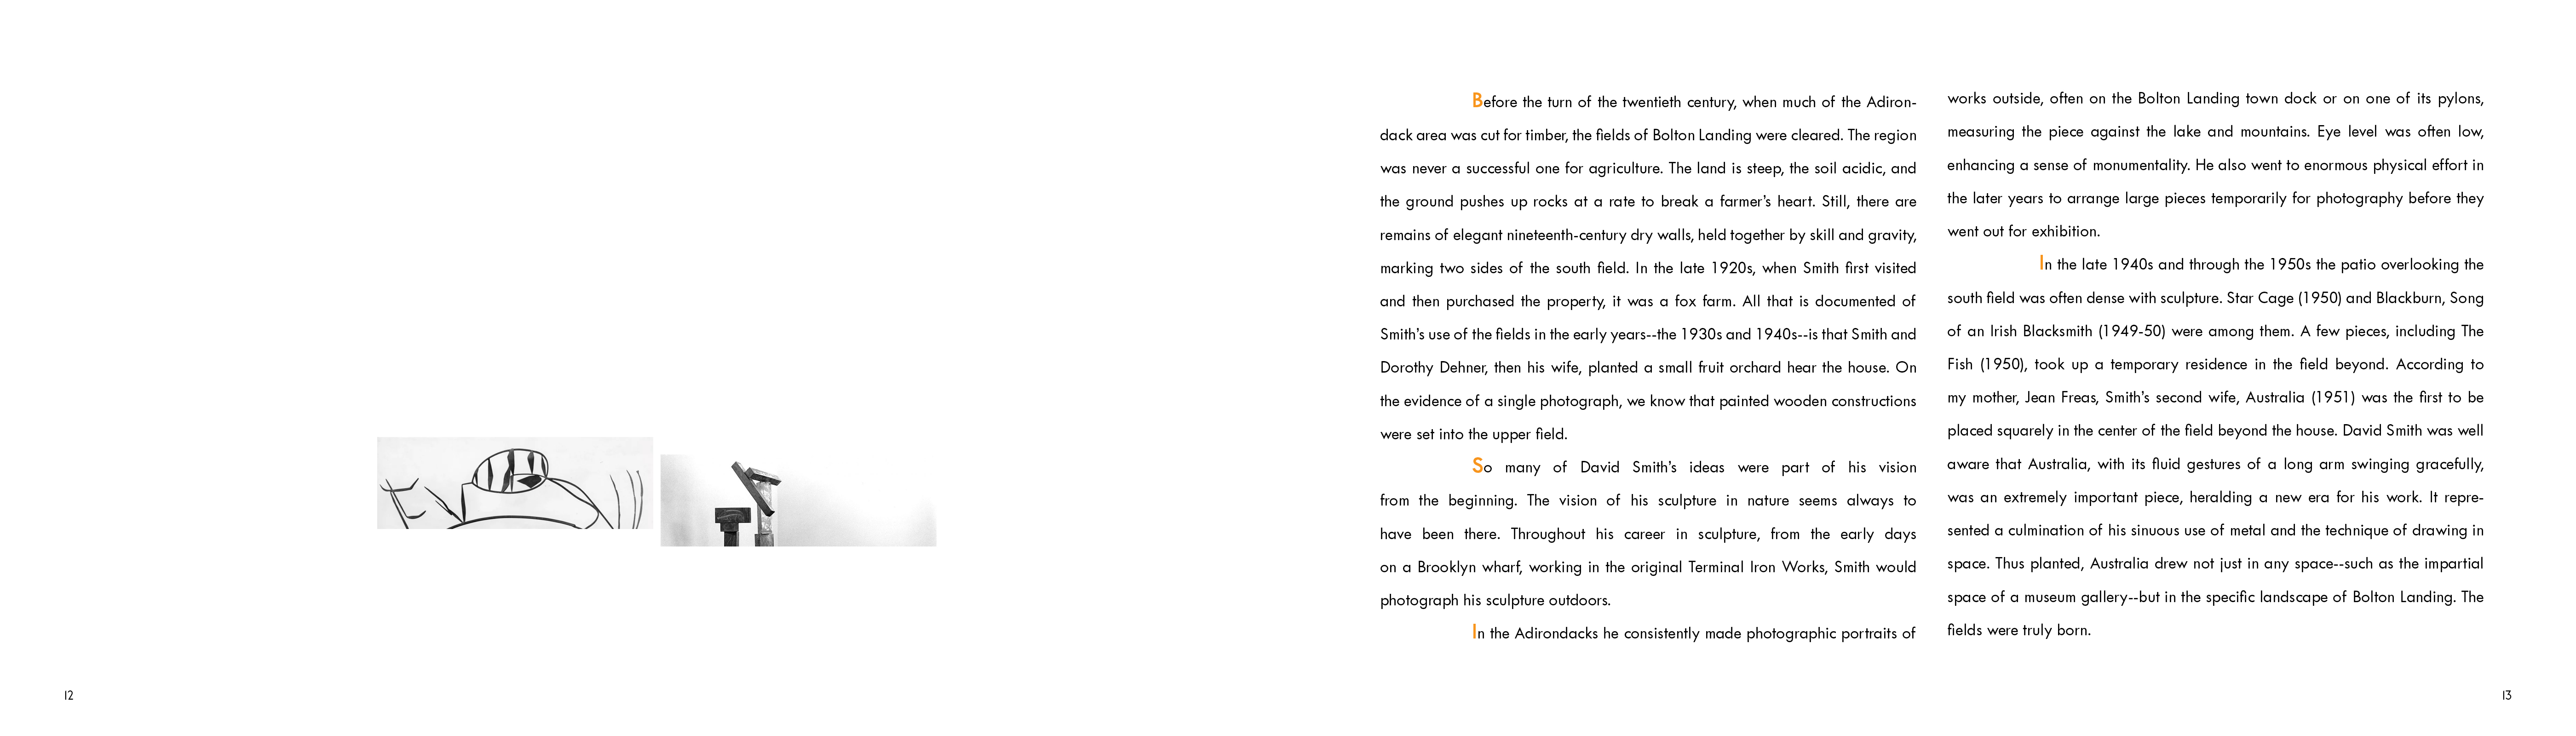 Before the turn of the twentieth century, when much of the Adiron-
dack area was cut for timber, the fields of Bolton Landing were cleared. The region
was never a successful one for agriculture. The land is steep, the soil acidic, and
the ground pushes up rocks at a rate to break a farmer's heart. Still, there are
remains of elegant nineteenth-century dry walls, held together by skill and gravity,
marking two sides of the south field. In the late 1920s, when Smith first visited
and then purchased the property, it was a fox farm. All that is documented of
Smith's use of the fields in the early years--the 1930s and 1940s--is that Smith and
Dorothy Dehner, then his wife, planted a small fruit orchard hear the house. On
the evidence of a single photograph, we know that painted wooden constructions
were set into the upper field.
So many of David Smith's ideas were part of his vision
from the beginning. The vision of his sculpture in nature seems always to
have been there. Throughout his career in sculpture, from the early days
on a Brooklyn wharf, working in the original Terminal Iron Works, Smith would
photograph his sculpture outdoors.
In the Adirondacks he consistently made photographic portraits of
works outside, often on the Bolton Landing town dock or on one of its pylons,
measuring the piece against the lake and mountains. Eye level was often low,
enhancing a sense of monumentality. He also went to enormous physical effort in
the later years to arrange large pieces temporarily for photography before they
went out for exhibition.
In the late 1940s and through the 1950s the patio overlooking the
south field was often dense with sculpture. Star Cage (1950) and Blackburn, Song
of an Irish Blacksmith (1949-50) were among them. A few pieces, including The
Fish (1950), took up a temporary residence in the field beyond. According to
my mother, Jean Freas, Smith's second wife, Australia (1951) was the first to be
placed squarely in the center of the field beyond the house. David Smith was well
aware that Australia, with its fluid gestures of a long arm swinging gracefully,
was an extremely important piece, heralding a new era for his work. It repre-
sented a culmination of his sinuous use of metal and the technique of drawing in
space. Thus planted, Australia drew not just in any space--such as the impartial
space of a museum gallery--but in the specific landscape of Bolton Landing. The
fields were truly born.
12
13